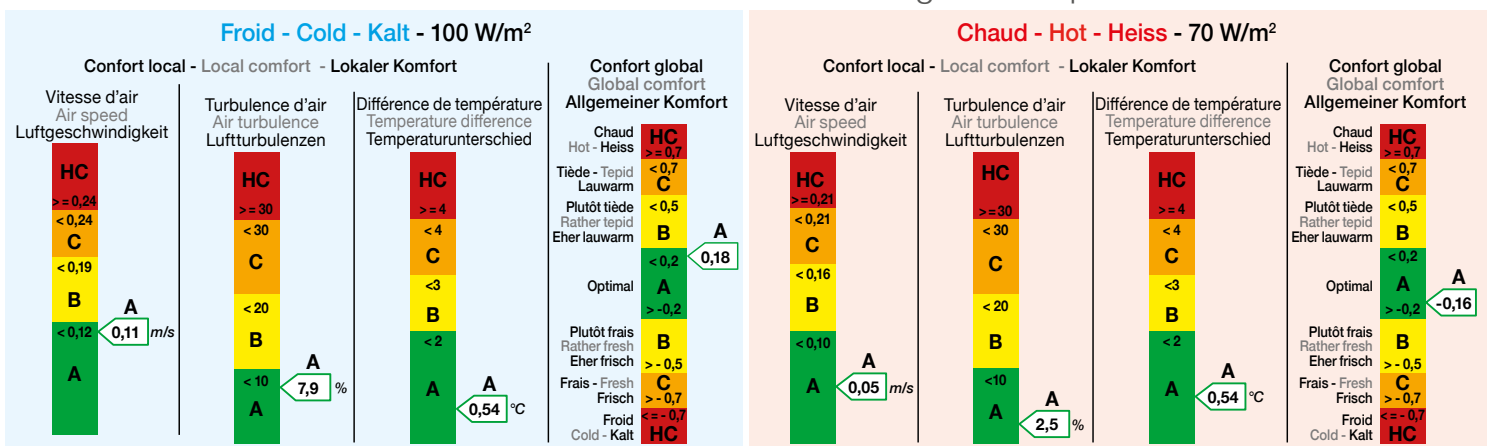 Froid - Cold - Kalt - 100 W/m²
Confort local - Local comfort - Lokaler Komfort
Vitesse d'air
Air speed
Luftgeschwindigkeit
HC
>= 0,24
< 0,24
C
< 0,19
B
< 0,12
A
A
0,11 m/s
Turbulence d'air
Air turbulence
Luftturbulenzen
HC
>= 30
< 30
C
< 20
B
< 10
A
A
7,9 %
Différence de température
Temperature difference
Temperaturunterschied
HC
>= 4
< 4
C
<3
B
< 2
A
A
0,54 °C
Confort global
Global comfort
Allgemeiner Komfort
Chaud
Hot - Heiss
HC
>= 0,7
Tiède - Tepid
Lauwarm
< 0,7
C
Plutôt tiède
Rather tepid
Eher lauwarm
< 0,5
B
< 0,2
Optimal
A
> -0,2
A
0,18
Plutôt frais
Rather fresh
Eher frisch
B
> - 0,5
Frais - Fresh
Frisch
C
> - 0,7
Froid
Cold - Kalt
<= - 0,7
HC
Chaud - Hot - Heiss - 70 W/m²
Confort local - Local comfort - Lokaler Komfort
Vitesse d'air
Air speed
Luftgeschwindigkeit
HC
>= 0,21
< 0,21
C
< 0,16
B
< 0,10
A
A
0,05 m/s
Turbulence d'air
Air turbulence
Luftturbulenzen
HC
>=30
< 30
C
< 20
B
<10
A
A
2,5 %
Différence de température
Temperature difference
Temperaturunterschied
HC
>= 4
< 4
C
<3
B
< 2
A
A
0,54 °C
Confort global
Global comfort
Allgemeiner Komfort
Chaud
Hot - Heiss
HC
>= 0,7
Tiède - Tepid
Lauwarm
< 0,7
C
Plutôt tiède
Rather tepid
Eher lauwarm
< 0,5
B
< 0,2
Optimal
A
> -0,2
A
-0,16
Plutôt frais
Rather fresh
Eher frisch
B
> - 0,5
Frais - Fresh
Frisch
C
> - 0,7
Froid
Cold - Kalt
<= - 0,7
HC